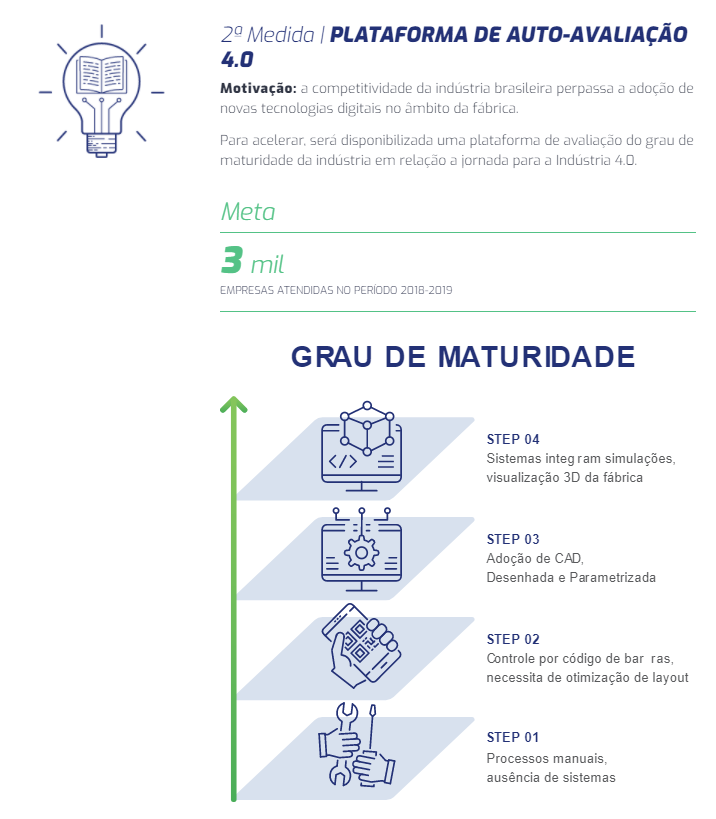 2ª Medida | PLATAFORMA DE AUTO-AVALIAÇÃO
4.0
Motivação: a competitividade da indústria brasileira perpassa a adoção de
novas tecnologias digitais no âmbito da fábrica.
Para acelerar, será disponibilizada uma plataforma de avaliação do grau de
maturidade da indústria em relação a jornada para a Indústria 4.0.
Meta
3 mil
EMPRESAS ATENDIDAS NO PERÍODO 2018-2019
GRAU DE MATURIDADE
STEP 04
Sistemas integ ram simulações,
visualização 3D da fábrica
</>
STEP 03
Adoção de CAD,
Desenhada e Parametrizada
STEP 02
Controle por código de bar ras,
necessita de otimização de layout
STEP 01
Processos manuais,
ausência de sistemas